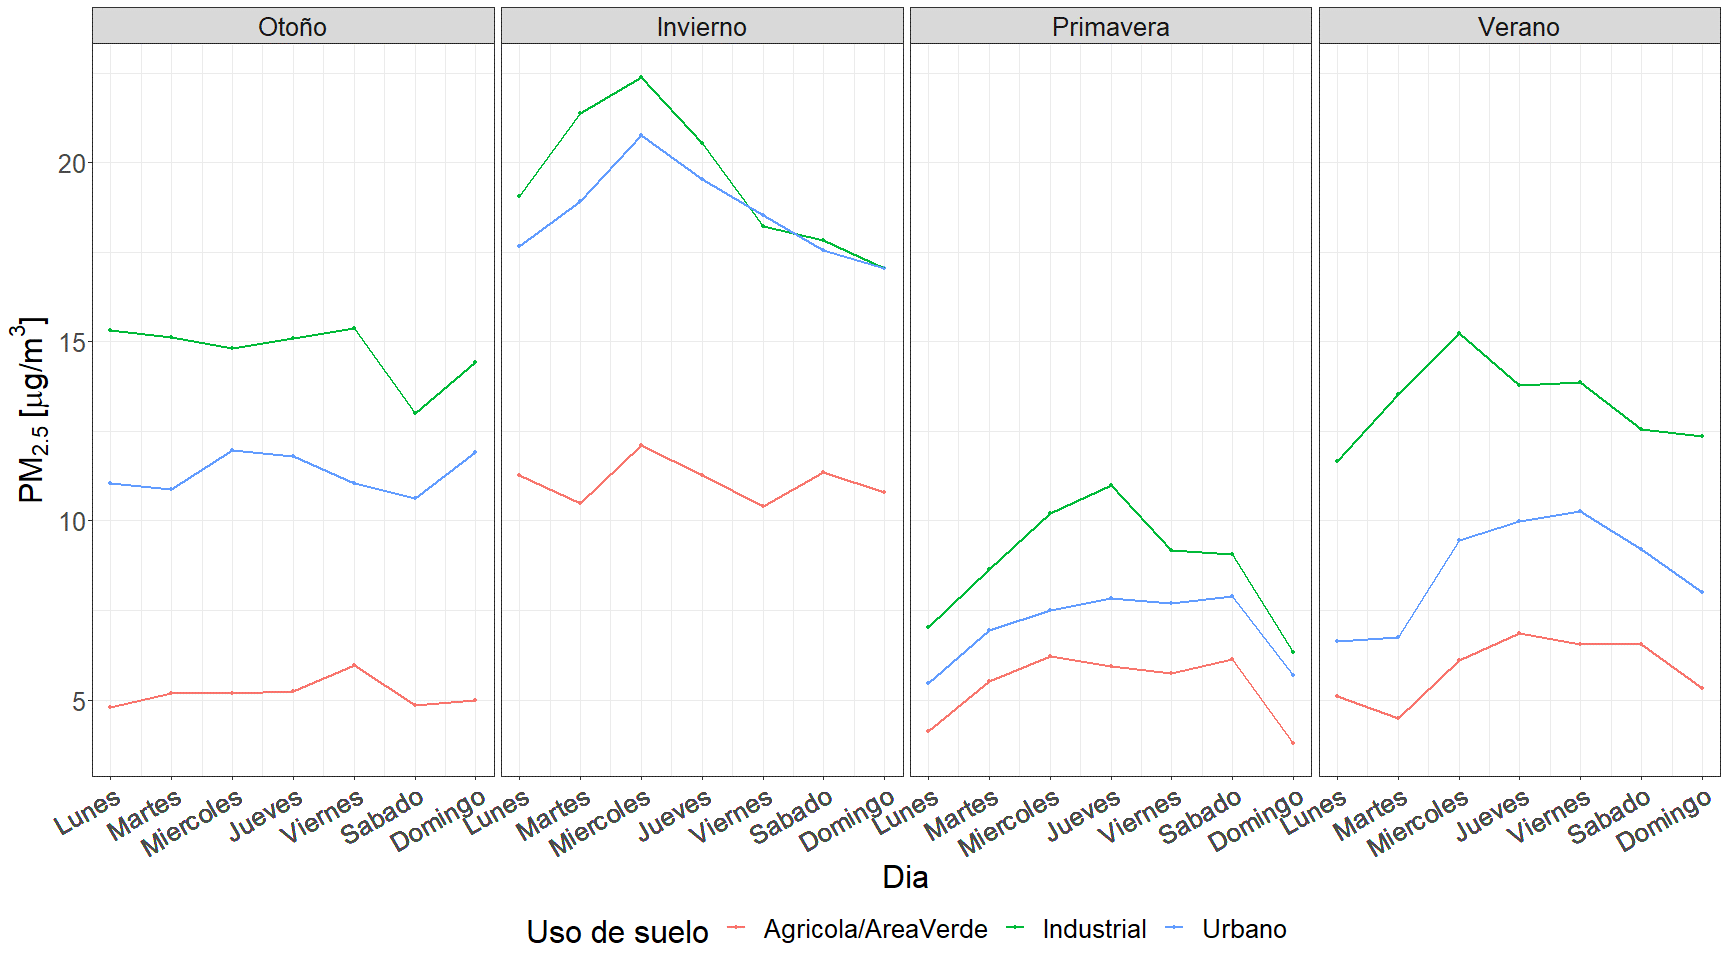 Otoño Invierno Primavera Verano
20
15
10
5
PM2.5 [µg/m3]
Lunes Martes Miercoles Jueves Viernes Sabado Domingo Lunes Martes Miercoles Jueves Viernes Sabado Domingo Lunes Martes Miercoles Jueves Viernes Sabado Domingo Lunes Martes Miercoles Jueves Viernes Sabado Domingo
Dia
Uso de suelo Agricola/AreaVerde Industrial Urbano